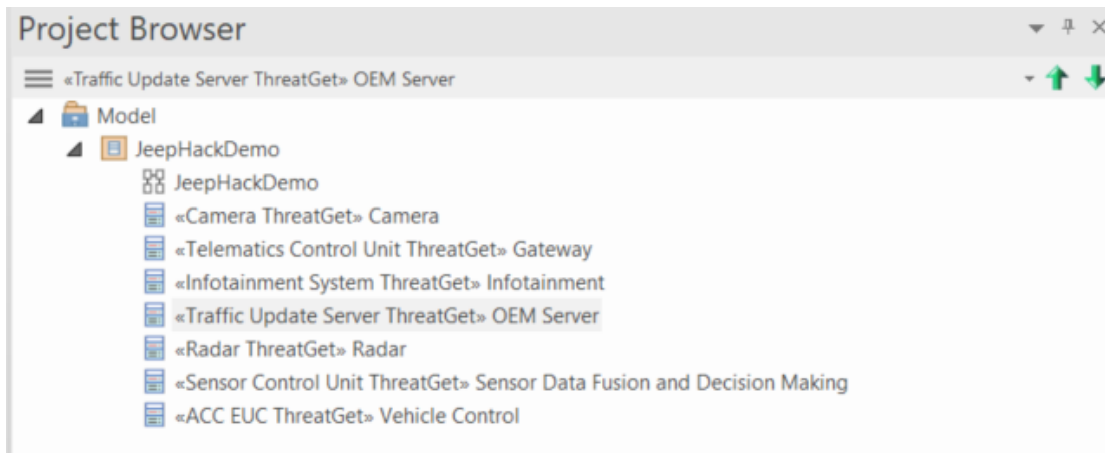 Project Browser
«Traffic Update Server ThreatGet» OEM Server
Model
JeepHackDemo
JeepHackDemo
«Camera ThreatGet» Camera
«Telematics Control Unit ThreatGet» Gateway
«Infotainment System ThreatGet» Infotainment
«Traffic Update Server ThreatGet» OEM Server
«Radar ThreatGet» Radar
«Sensor Control Unit ThreatGet» Sensor Data Fusion and Decision Making
«ACC EUC ThreatGet» Vehicle Control